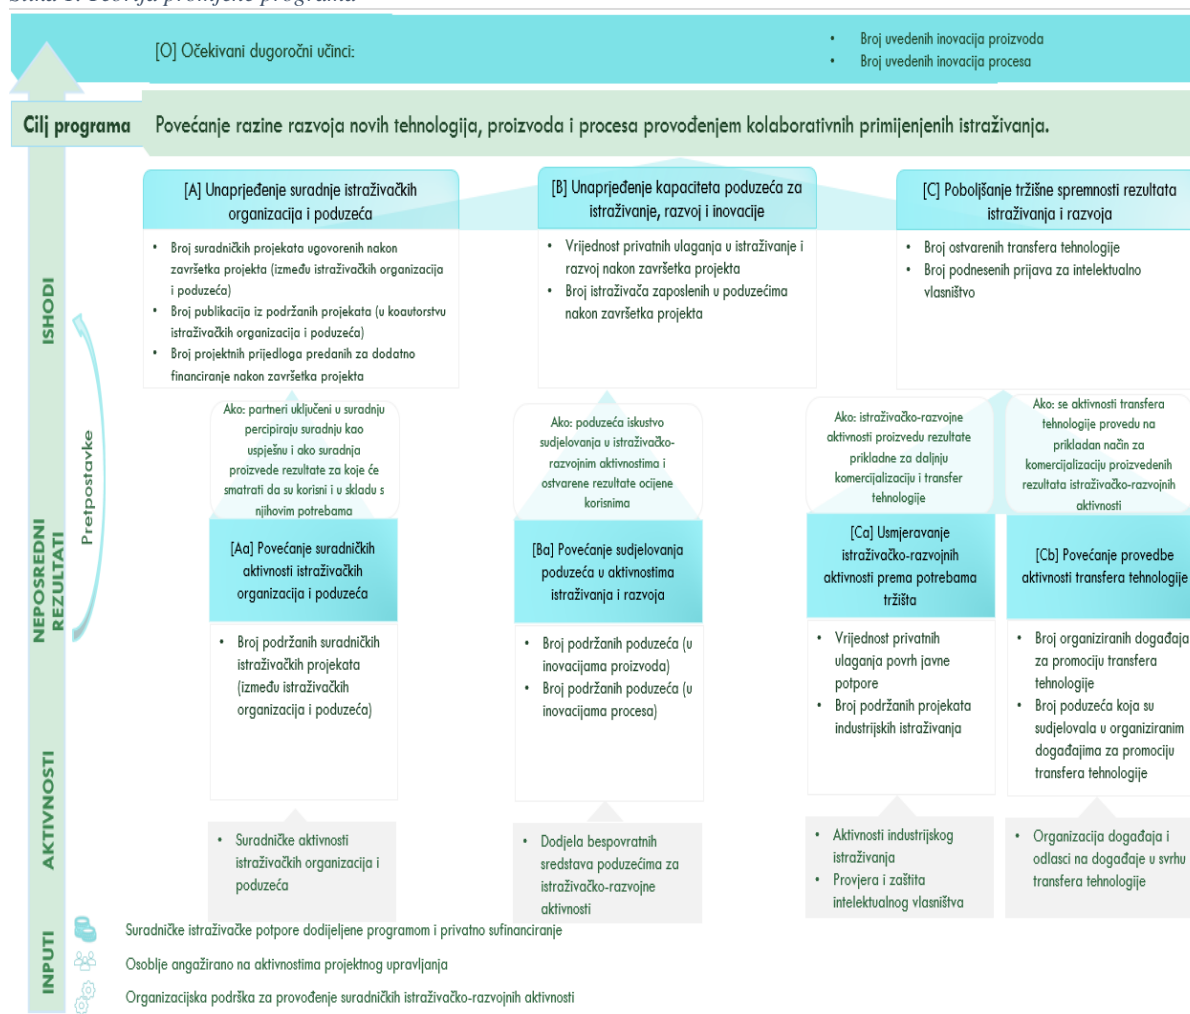 [O] Očekivani dugoročni učinci:
• Broj uvedenih inovacija proizvoda
• Broj uvedenih inovacija procesa
Cilj programa
Povećanje razine razvoja novih tehnologija, proizvoda i procesa provođenjem kolaborativnih primijenjenih istraživanja.
ISHODI
[A] Unaprjeđenje suradnje istraživačkih
organizacija i poduzeća
• Broj suradničkih projekata ugovorenih nakon
završetka projekta (između istraživačkih organizacija
i poduzeća)
• Broj publikacija iz podržanih projekata (u koautorstvu
istraživačkih organizacija i poduzeća)
• Broj projektnih prijedloga predanih za dodatno
financiranje nakon završetka projekta
[B] Unaprjeđenje kapaciteta poduzeća za
istraživanje, razvoj i inovacije
• Vrijednost privatnih ulaganja u istraživanje i
razvoj nakon završetka projekta
• Broj istraživača zaposlenih u poduzećima
nakon završetka projekta
[C] Poboljšanje tržišne spremnosti rezultata
istraživanja i razvoja
• Broj ostvarenih transfera tehnologije
• Broj podnesenih prijava za intelektualno
vlasništvo
Pretpostavke
Ako: partneri uključeni u suradnju
percipiraju suradnju kao
uspješnu i ako suradnja
proizvede rezultate za koje će
smatrati da su korisni i u skladu s
njihovim potrebama
Ako: poduzeća iskustvo
sudjelovanja u istraživačko-
razvojnim aktivnostima i
ostvarene rezultate ocijene
korisnima
Ako: istraživačko-razvojne
aktivnosti proizvedu rezultate
prikladne za daljnju
komercijalizaciju i transfer
tehnologije
Ako: se aktivnosti transfera
tehnologije provedu na
prikladan način za
komercijalizaciju proizvedenih
rezultata istraživačko-razvojnih
aktivnosti
NEPOSREDNI
REZULTATI
[Aa] Povećanje suradničkih
aktivnosti istraživačkih
organizacija i poduzeća
• Broj podržanih suradničkih
istraživačkih projekata
(između istraživačkih
organizacija i poduzeća)
[Ba] Povećanje sudjelovanja
poduzeća u aktivnostima
istraživanja i razvoja
• Broj podržanih poduzeća (u
inovacijama proizvoda)
• Broj podržanih poduzeća (u
inovacijama procesa)
[Ca] Usmjeravanje
istraživačko-razvojnih
aktivnosti prema potrebama
tržišta
• Vrijednost privatnih
ulaganja povrh javne
potpore
• Broj podržanih projekata
industrijskih istraživanja
[Cb] Povećanje provedbe
aktivnosti transfera tehnologije
• Broj organiziranih događaja
za promociju transfera
tehnologije
• Broj poduzeća koja su
sudjelovala u organiziranim
događajima za promociju
transfera tehnologije
AKTIVNOSTI
• Suradničke aktivnosti
istraživačkih organizacija i
poduzeća
• Dodjela bespovratnih
sredstava poduzećima za
istraživačko-razvojne
aktivnosti
• Aktivnosti industrijskog
istraživanja
• Provjera i zaštita
intelektualnog vlasništva
• Organizacija događaja i
odlasci na događaje u svrhu
transfera tehnologije
INPUTI
Suradničke istraživačke potpore dodijeljene programom i privatno sufinanciranje
Osoblje angažirano na aktivnostima projektnog upravljanja
Organizacijska podrška za provođenje suradničkih istraživačko-razvojnih aktivnosti